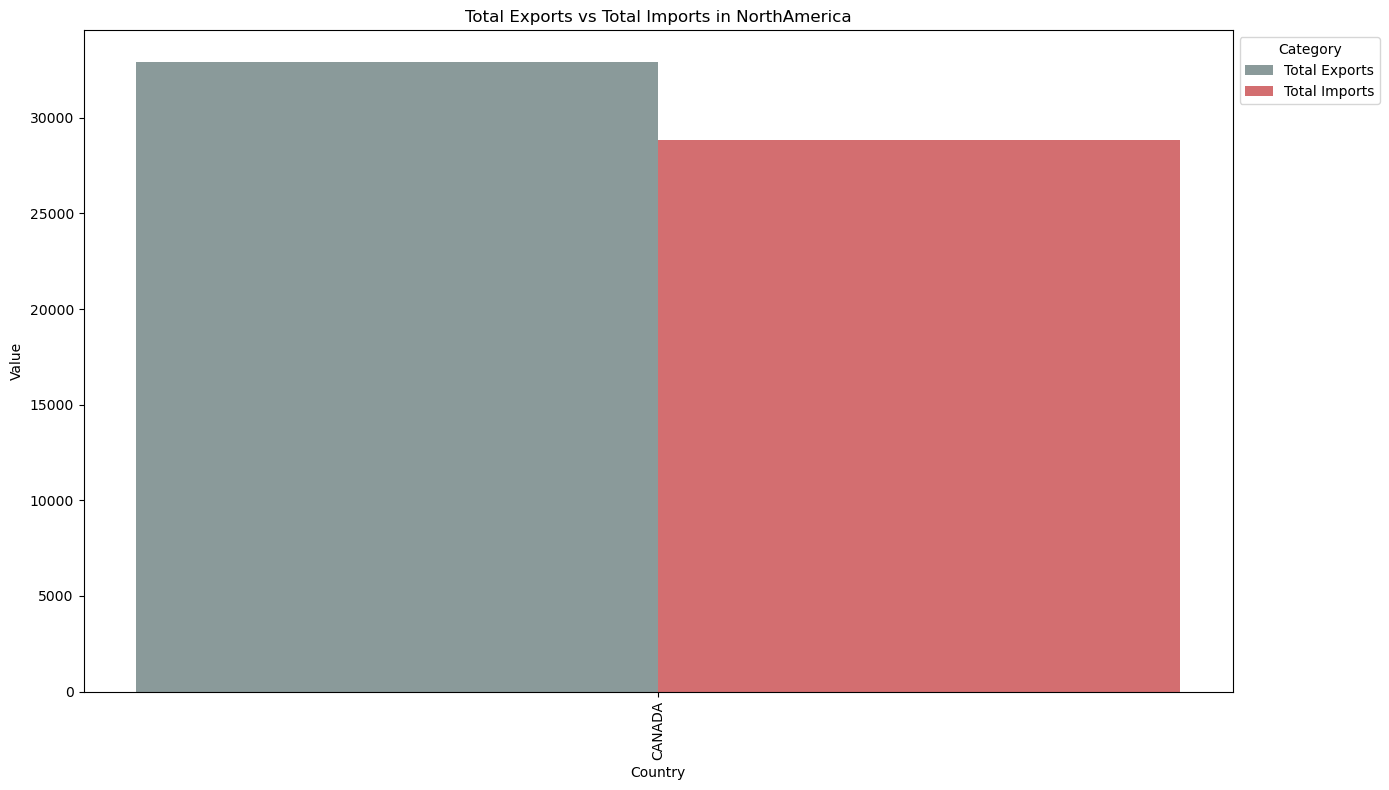 Total Exports vs Total Imports in NorthAmerica
Category
Total Exports
Total Imports
30000
25000
20000
15000
10000
5000
0
Value
CANADA
Country